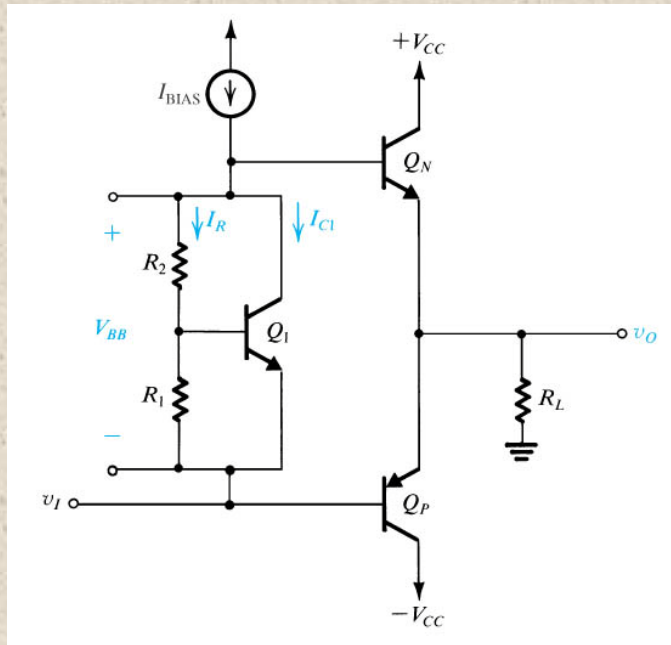 +V_CC
I_BIAS
Q_N
+
I_R
I_C1
R_2
V_BB
Q_1
v_O
R_1
R_L
−
v_I
Q_P
−V_CC